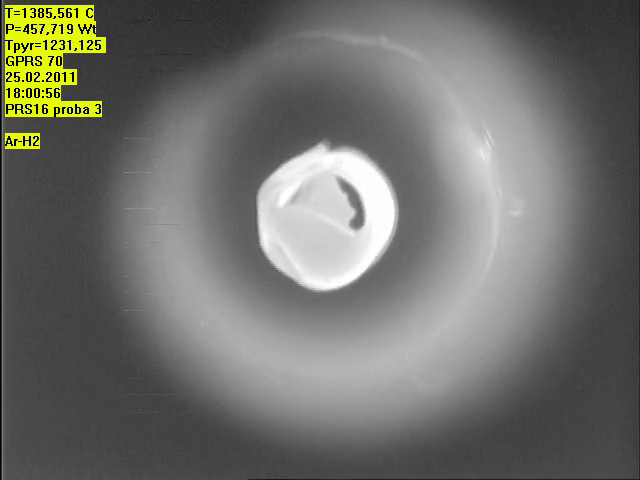 T=1385,561 C
P=457,719 Wt
Tpyr=1231,125
GPRS 70
25.02.2011
18:00:56
PRS16 proba 3
Ar-H2